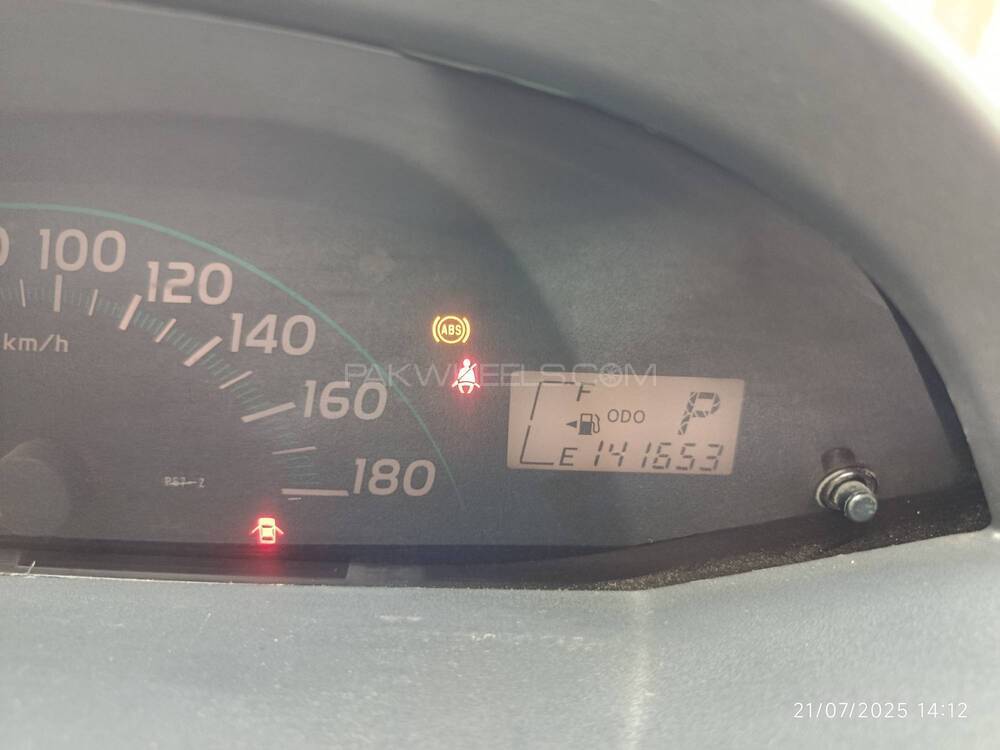 100
120
140
km/h
160
180
ABS
PAKWHEELS.COM
F
ODO
P
E 141653
21/07/2025 14:12